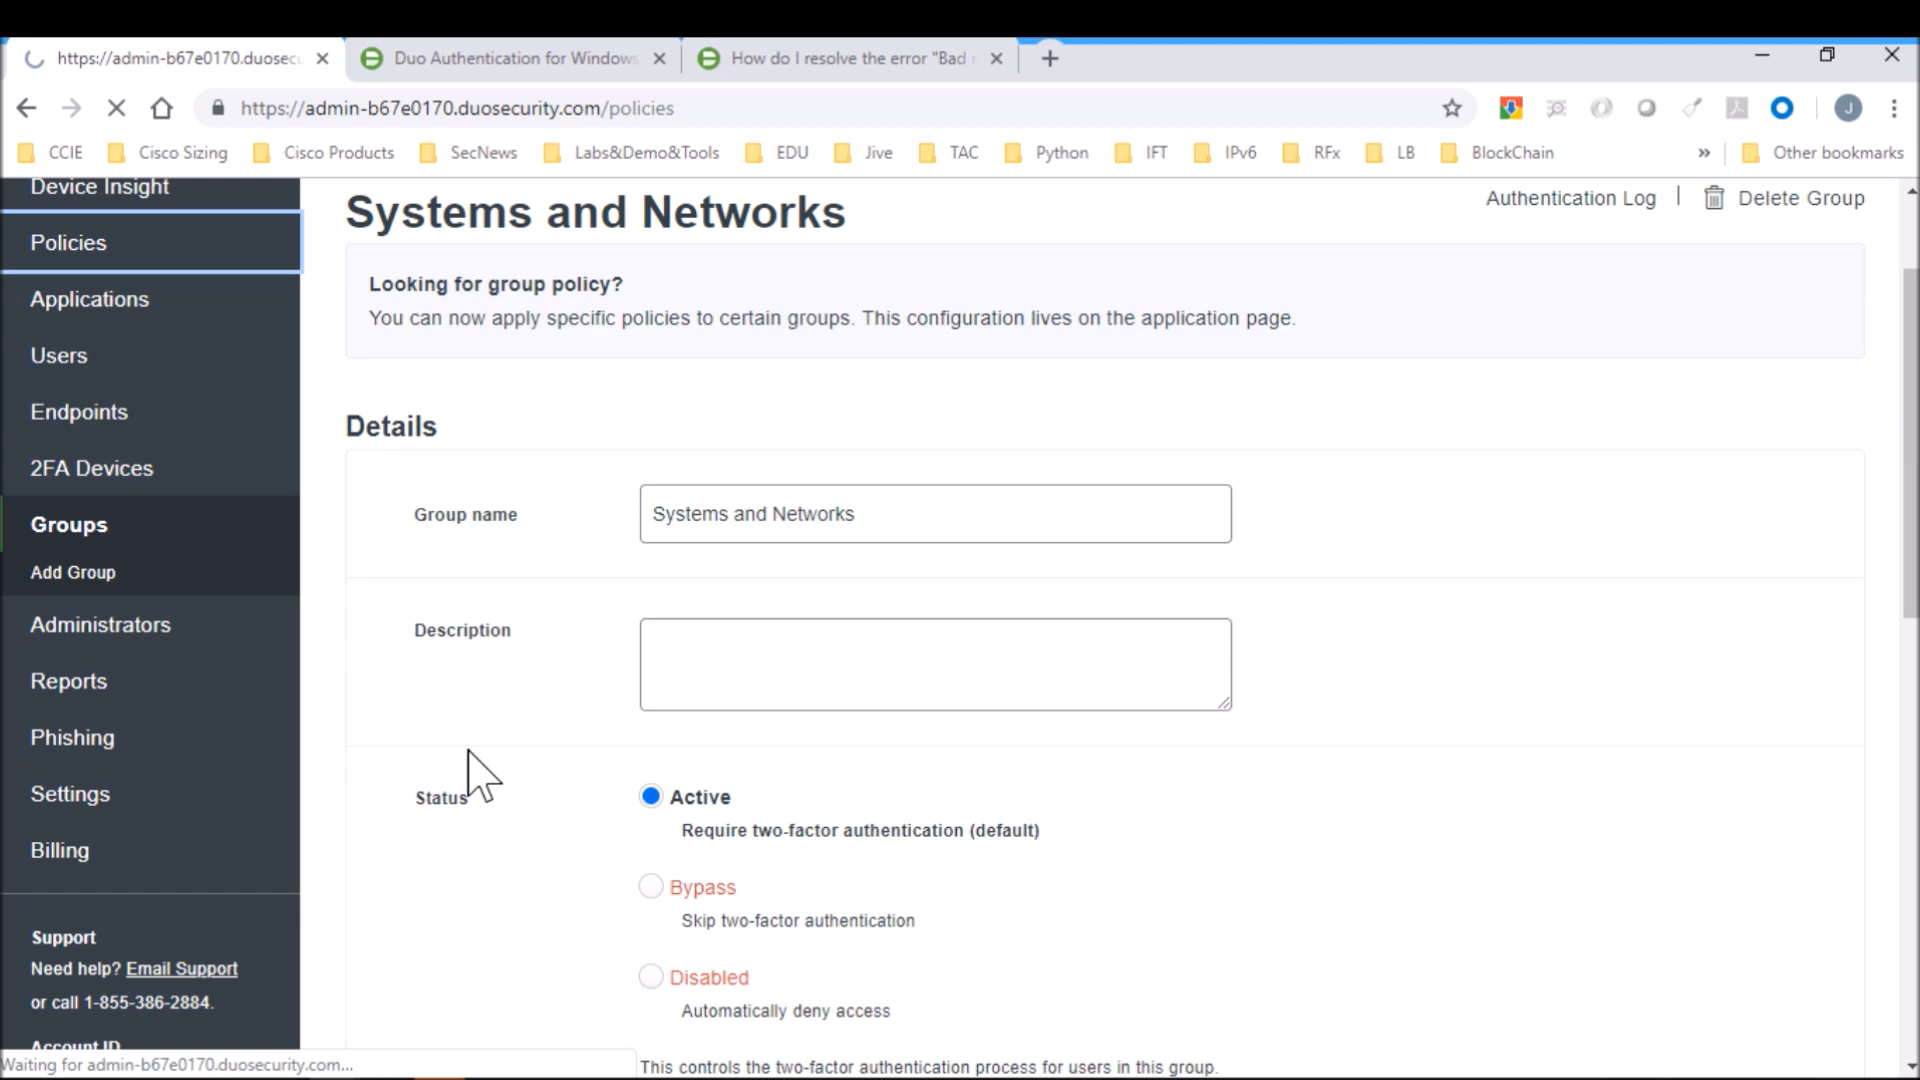 https://admin-b67e0170.duosec
Duo Authentication for Windows
How do I resolve the error "Bad
https://admin-b67e0170.duosecurity.com/policies
J
CCIE
Cisco Sizing
Cisco Products
SecNews
Labs&Demo&Tools
EDU
Jive
TAC
Python
IFT
IPv6
RFx
LB
BlockChain
»
Other bookmarks
Device Insight
Policies
Applications
Users
Endpoints
2FA Devices
Groups
Add Group
Administrators
Reports
Phishing
Settings
Billing
Support
Need help? Email Support
or call 1-855-386-2884.
Account ID
Waiting for admin-b67e0170.duosecurity.com...
Systems and Networks
Authentication Log | Delete Group
Looking for group policy?
You can now apply specific policies to certain groups. This configuration lives on the application page.
Details
Group name
Systems and Networks
Description
Status
Active
Require two-factor authentication (default)
Bypass
Skip two-factor authentication
Disabled
Automatically deny access
This controls the two-factor authentication process for users in this group.